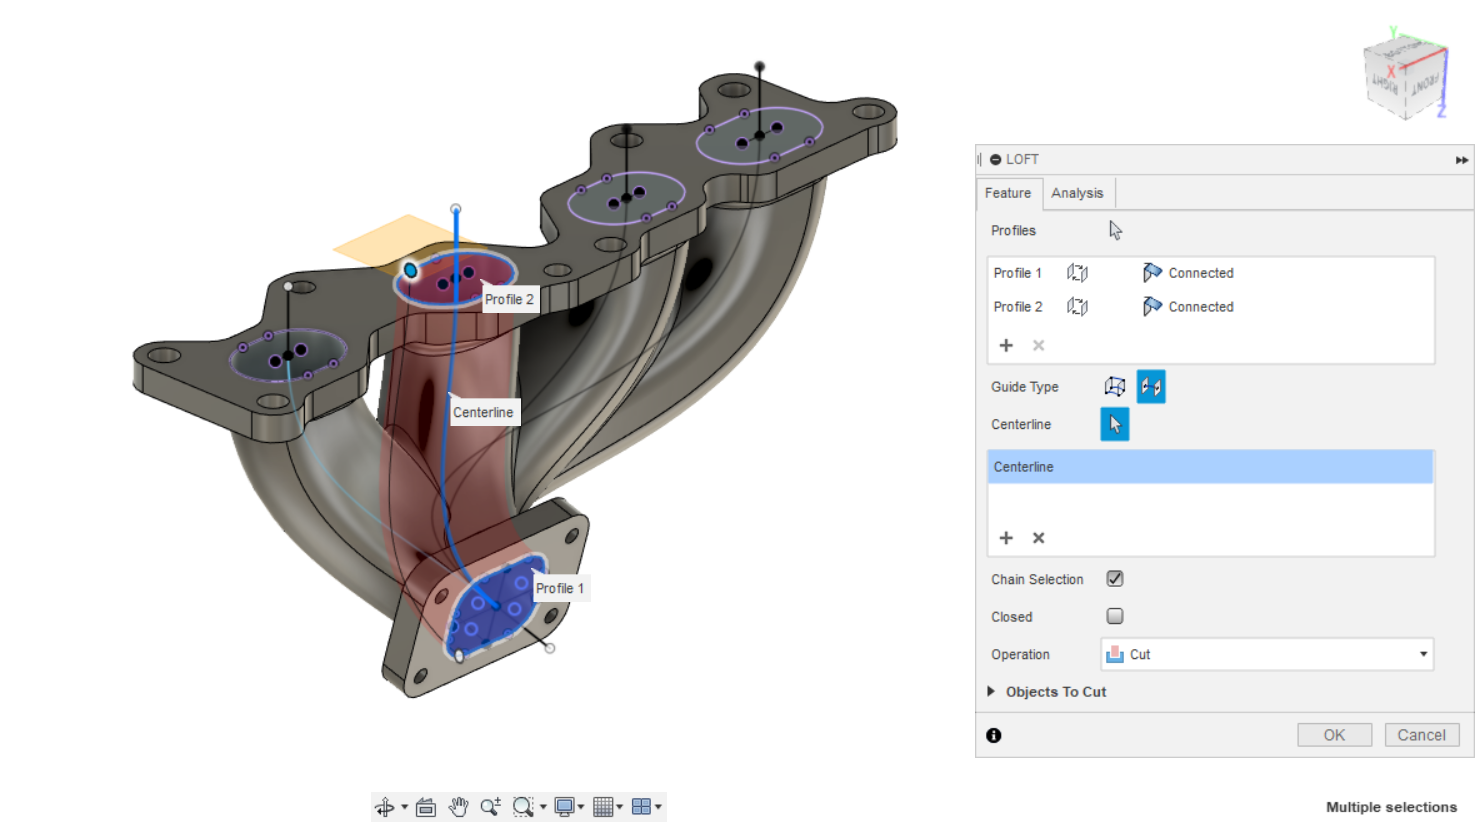 Y
BOTTOM
X
RIGHT
FRONT
Z
LOFT
Feature
Analysis
Profiles
Profile 1
Connected
Profile 2
Connected
Guide Type
Centerline
Centerline
Chain Selection
Closed
Operation
Cut
Objects To Cut
OK
Cancel
Profile 2
Centerline
Profile 1
Multiple selections